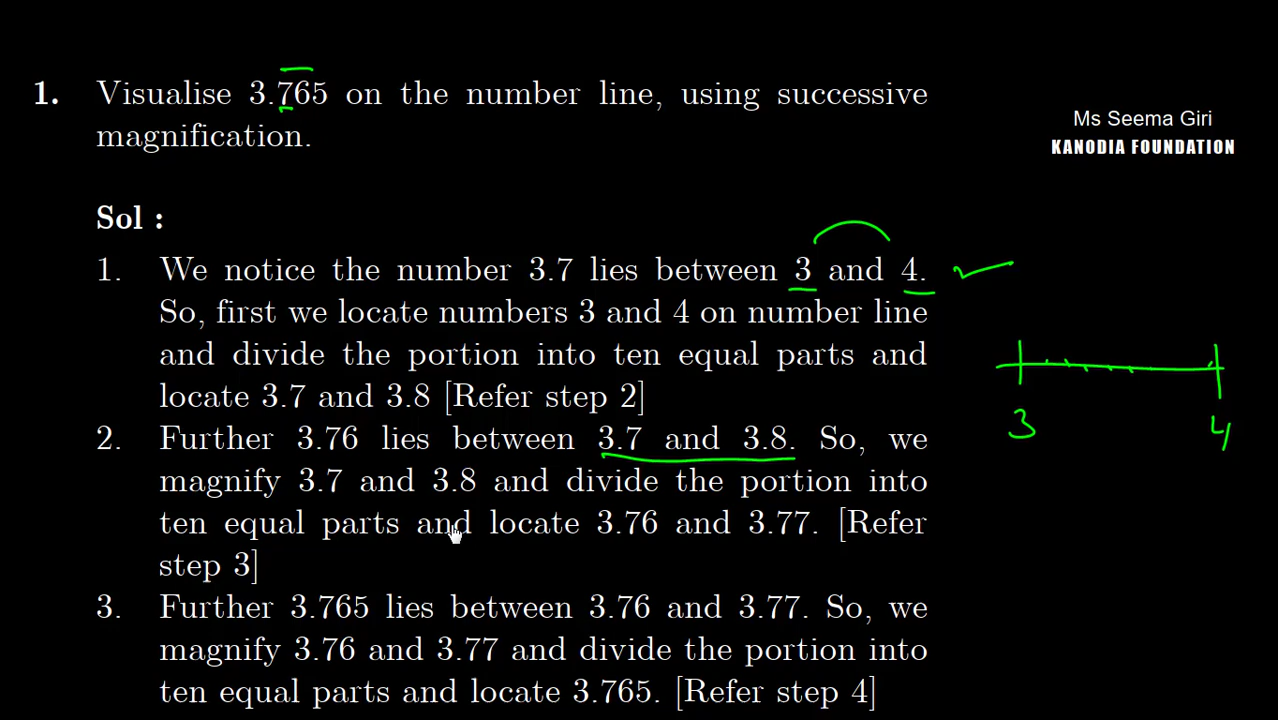 1. Visualise 3.765 on the number line, using successive
magnification.
Ms Seema Giri
KANODIA FOUNDATION
Sol :
1. We notice the number 3.7 lies between 3 and 4.
So, first we locate numbers 3 and 4 on number line
and divide the portion into ten equal parts and
locate 3.7 and 3.8 [Refer step 2]
3 4
2. Further 3.76 lies between 3.7 and 3.8. So, we
magnify 3.7 and 3.8 and divide the portion into
ten equal parts and locate 3.76 and 3.77. [Refer
step 3]
3. Further 3.765 lies between 3.76 and 3.77. So, we
magnify 3.76 and 3.77 and divide the portion into
ten equal parts and locate 3.765. [Refer step 4]